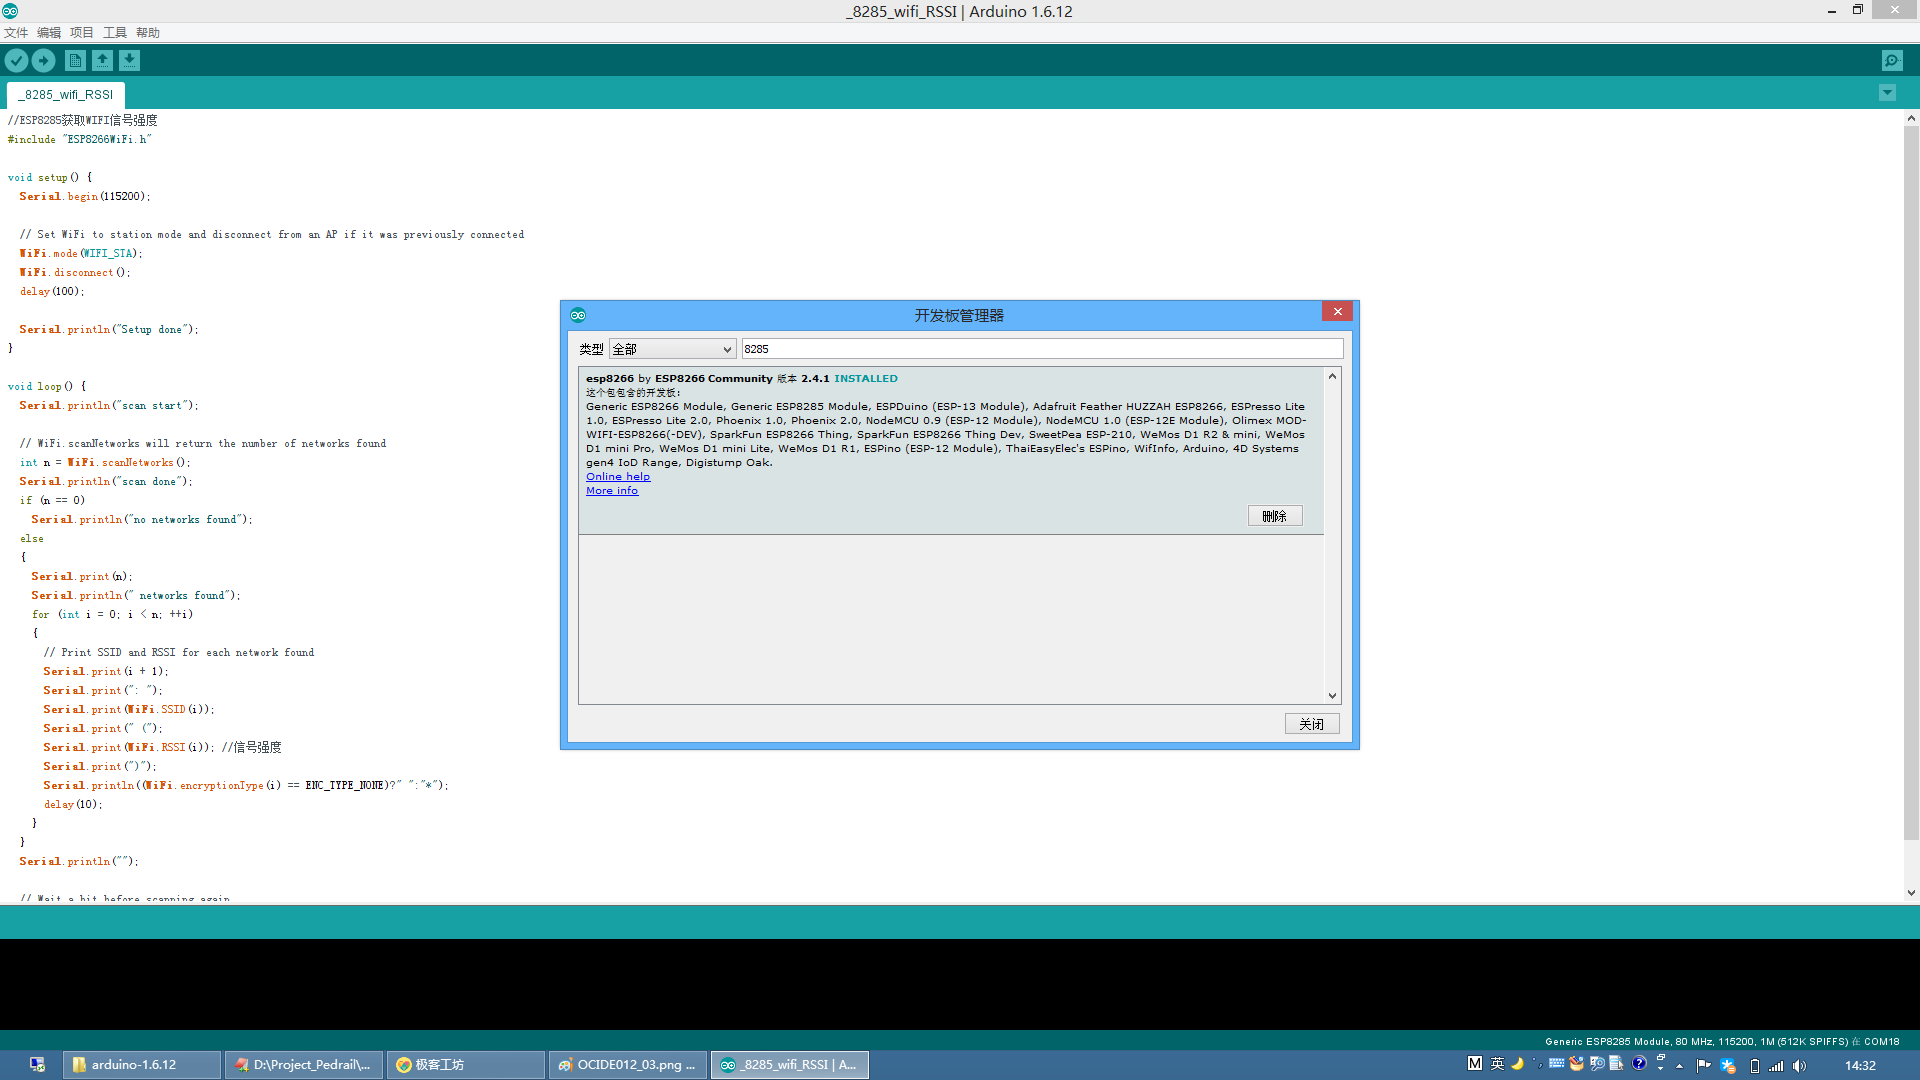 _8285_wifi_RSSI | Arduino 1.6.12
文件 编辑 项目 工具 帮助
_8285_wifi_RSSI
//ESP8285获取WIFI信号强度
#include "ESP8266WiFi.h"
void setup() {
Serial.begin(115200);
// Set WiFi to station mode and disconnect from an AP if it was previously connected
WiFi.mode(WIFI_STA);
WiFi.disconnect();
delay(100);
Serial.println("Setup done");
}
void loop() {
Serial.println("scan start");
// WiFi.scanNetworks will return the number of networks found
int n = WiFi.scanNetworks();
Serial.println("scan done");
if (n == 0)
Serial.println("no networks found");
else
{
Serial.print(n);
Serial.println(" networks found");
for (int i = 0; i < n; ++i)
{
// Print SSID and RSSI for each network found
Serial.print(i + 1);
Serial.print(": ");
Serial.print(WiFi.SSID(i));
Serial.print(" (");
Serial.print(WiFi.RSSI(i)); //信号强度
Serial.print(")");
Serial.println((WiFi.encryptionType(i) == ENC_TYPE_NONE)?" ":"*");
delay(10);
}
}
Serial.println("");
// Wait a bit before scanning again
开发板管理器
类型 全部 8285
esp8266 by ESP8266 Community 版本 2.4.1 INSTALLED
这个包包含的开发板:
Generic ESP8266 Module, Generic ESP8285 Module, ESPDuino (ESP-13 Module), Adafruit Feather HUZZAH ESP8266, ESPresso Lite
1.0, ESPresso Lite 2.0, Phoenix 1.0, Phoenix 2.0, NodeMCU 0.9 (ESP-12 Module), NodeMCU 1.0 (ESP-12E Module), Olimex MOD-
WIFI-ESP8266(-DEV), SparkFun ESP8266 Thing, SparkFun ESP8266 Thing Dev, SweetPea ESP-210, WeMos D1 R2 & mini, WeMos
D1 mini Pro, WeMos D1 mini Lite, WeMos D1 R1, ESPino (ESP-12 Module), ThaiEasyElec's ESPino, WifInfo, Arduino, 4D Systems
gen4 IoD Range, Digistump Oak.
Online help
More info
删除
关闭
Generic ESP8285 Module, 80 MHz, 115200, 1M (512K SPIFFS) 在 COM18
arduino-1.6.12
D:\Project_Pedrail\...
极客工坊
OCIDE012_03.png ...
_8285_wifi_RSSI | A...
M 英
14:32